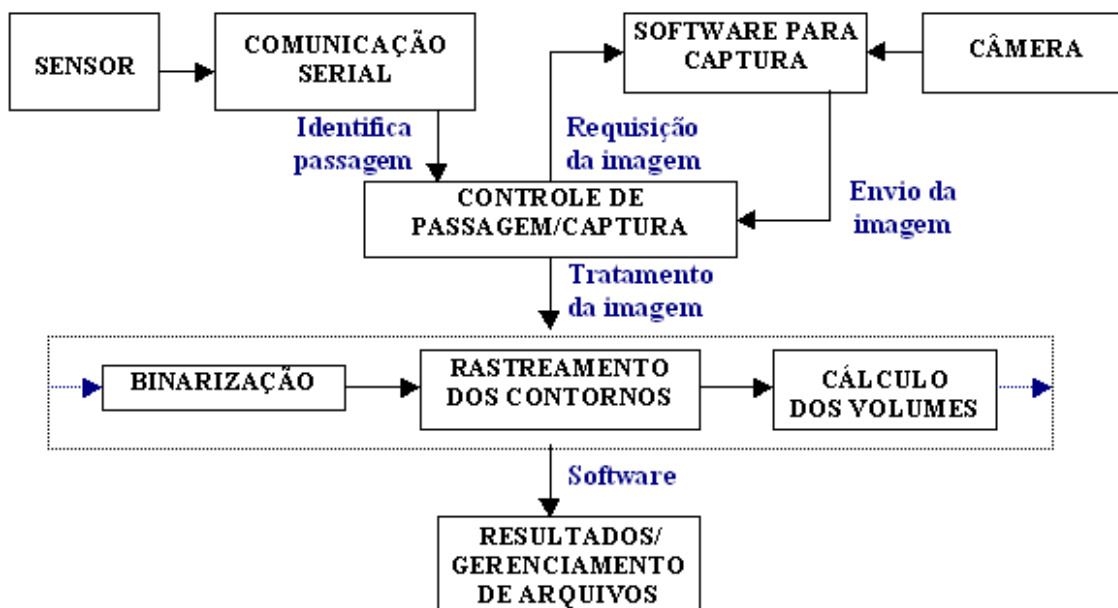 SENSOR
COMUNICAÇÃO
SERIAL
SOFTWARE PARA
CAPTURA
CÂMERA
Identifica
passagem
Requisição
da imagem
Envio da
imagem
CONTROLE DE
PASSAGEM/CAPTURA
Tratamento
da imagem
BINARIZAÇÃO
RASTREAMENTO
DOS CONTORNOS
CÁLCULO
DOS VOLUMES
Software
RESULTADOS/
GERENCIAMENTO
DE ARQUIVOS